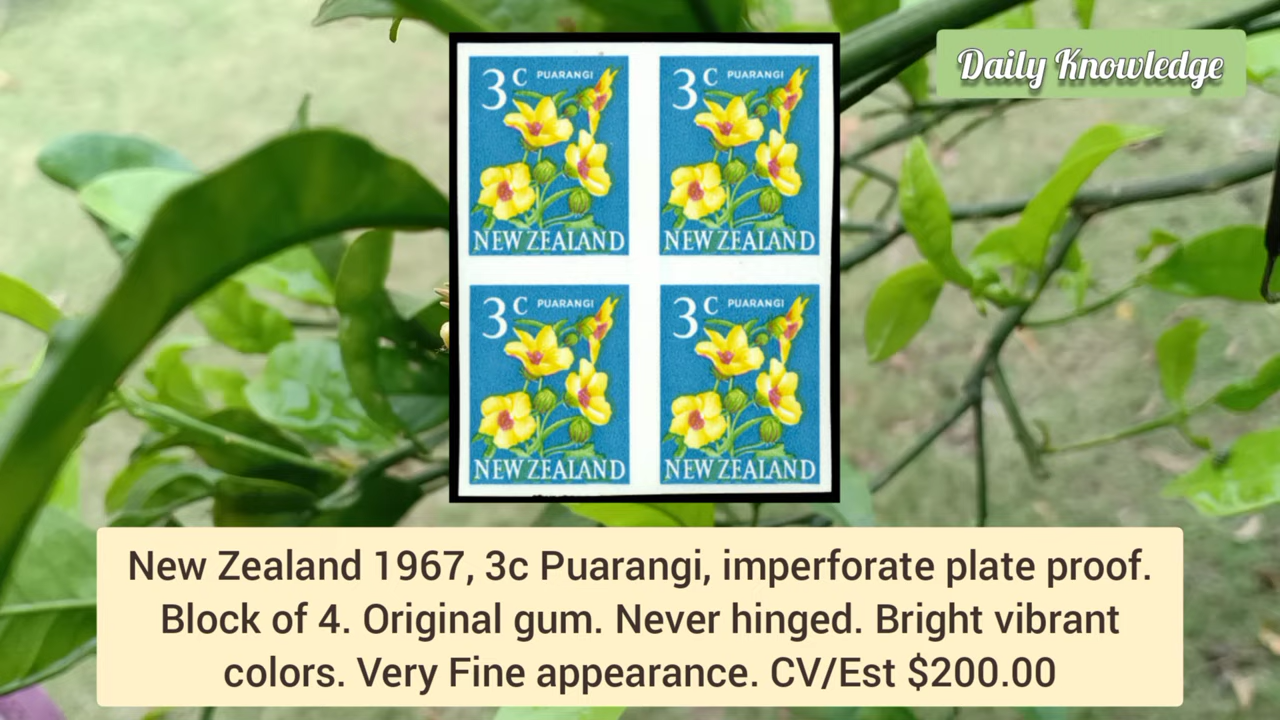 Daily Knowledge
3c PUARANGI
NEW ZEALAND
3c PUARANGI
NEW ZEALAND
3c PUARANGI
NEW ZEALAND
3c PUARANGI
NEW ZEALAND
New Zealand 1967, 3c Puarangi, imperforate plate proof.
Block of 4. Original gum. Never hinged. Bright vibrant
colors. Very Fine appearance. CV/Est $200.00